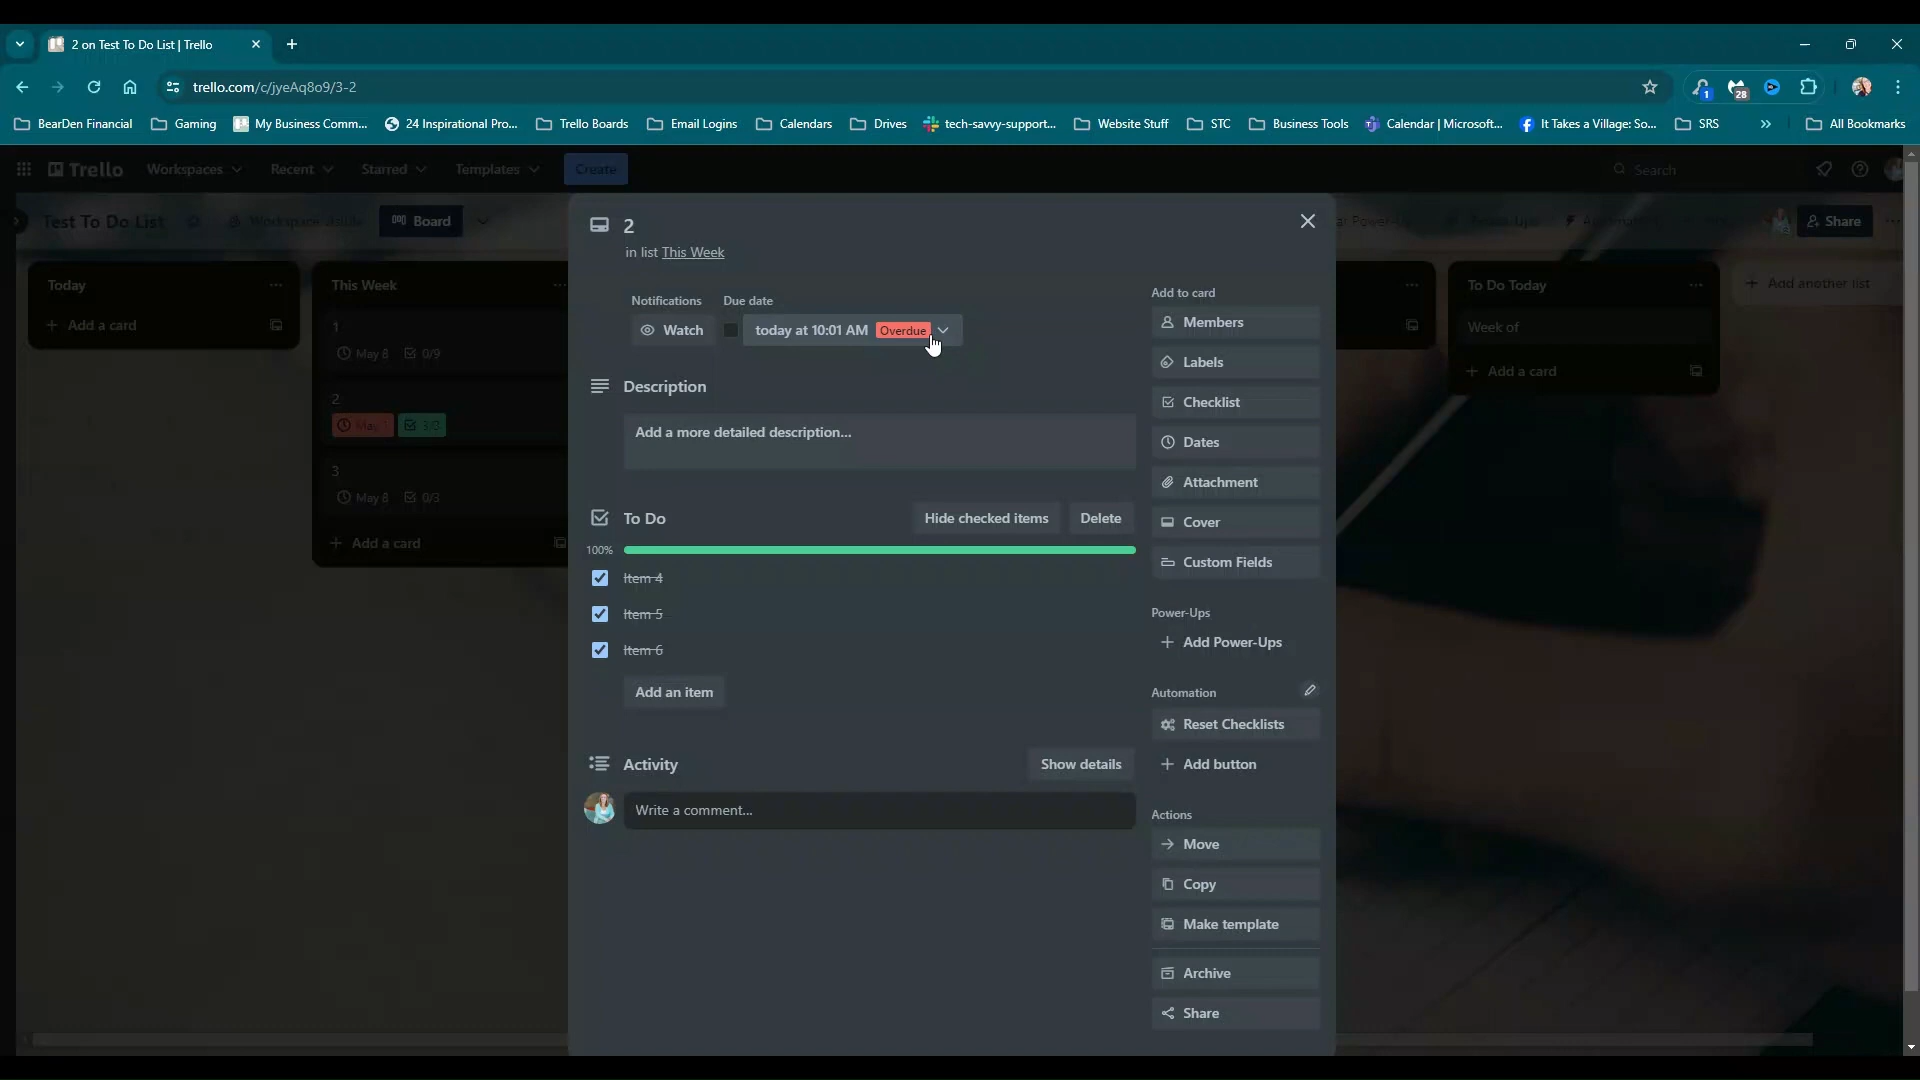 2 on Test To Do List | Trello
trello.com/c/jyeAq8o9/3-2
1
28
BearDen Financial
Gaming
My Business Comm...
24 Inspirational Pro...
Trello Boards
Email Logins
Calendars
Drives
tech-savvy-support...
Website Stuff
STC
Business Tools
Calendar | Microsoft...
It Takes a Village: So...
SRS
All Bookmarks
Trello
Workspaces
Recent
Starred
Templates
Create
Search
Test To Do List
Board
Share
Today
Add a card
This Week
1
May 8
0/9
2
May
3
May 8
0/3
Add a card
2
in list This Week
Notifications
Due date
Watch
today at 10:01 AM
Overdue
Description
Add a more detailed description...
To Do
Hide checked items
Delete
100%
Item 4
Item 5
Item 6
Add an item
Activity
Show details
Write a comment...
Add to card
Members
Labels
Checklist
Dates
Attachment
Cover
Custom Fields
Power-Ups
Add Power-Ups
Automation
Reset Checklists
Add button
Actions
Move
Copy
Make template
Archive
Share
To Do Today
Week of
Add a card
Add another list